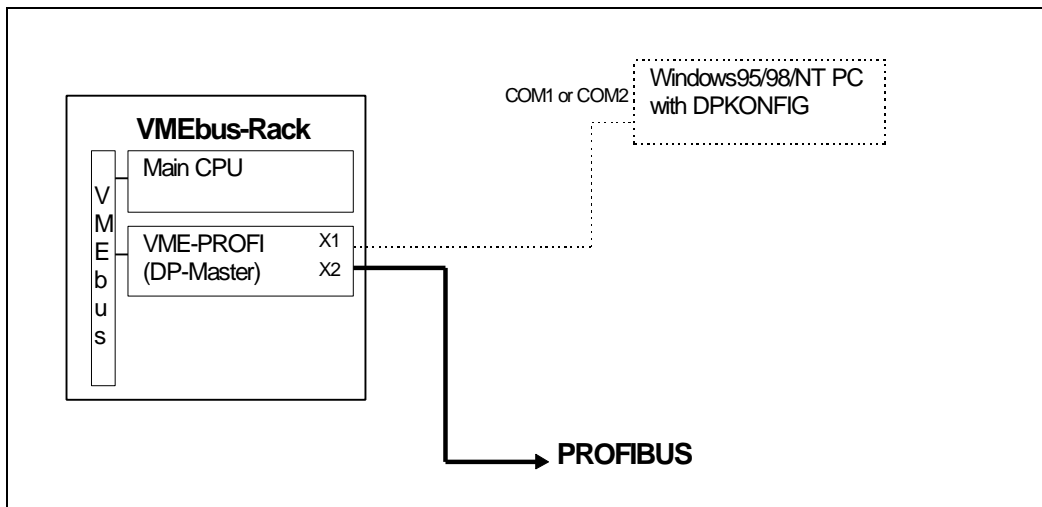 Windows95/98/NT PC
with DPKONFIG
COM1 or COM2
VMEbus-Rack
VMEbus
Main CPU
VME-PROFI
(DP-Master)
X1
X2
PROFIBUS